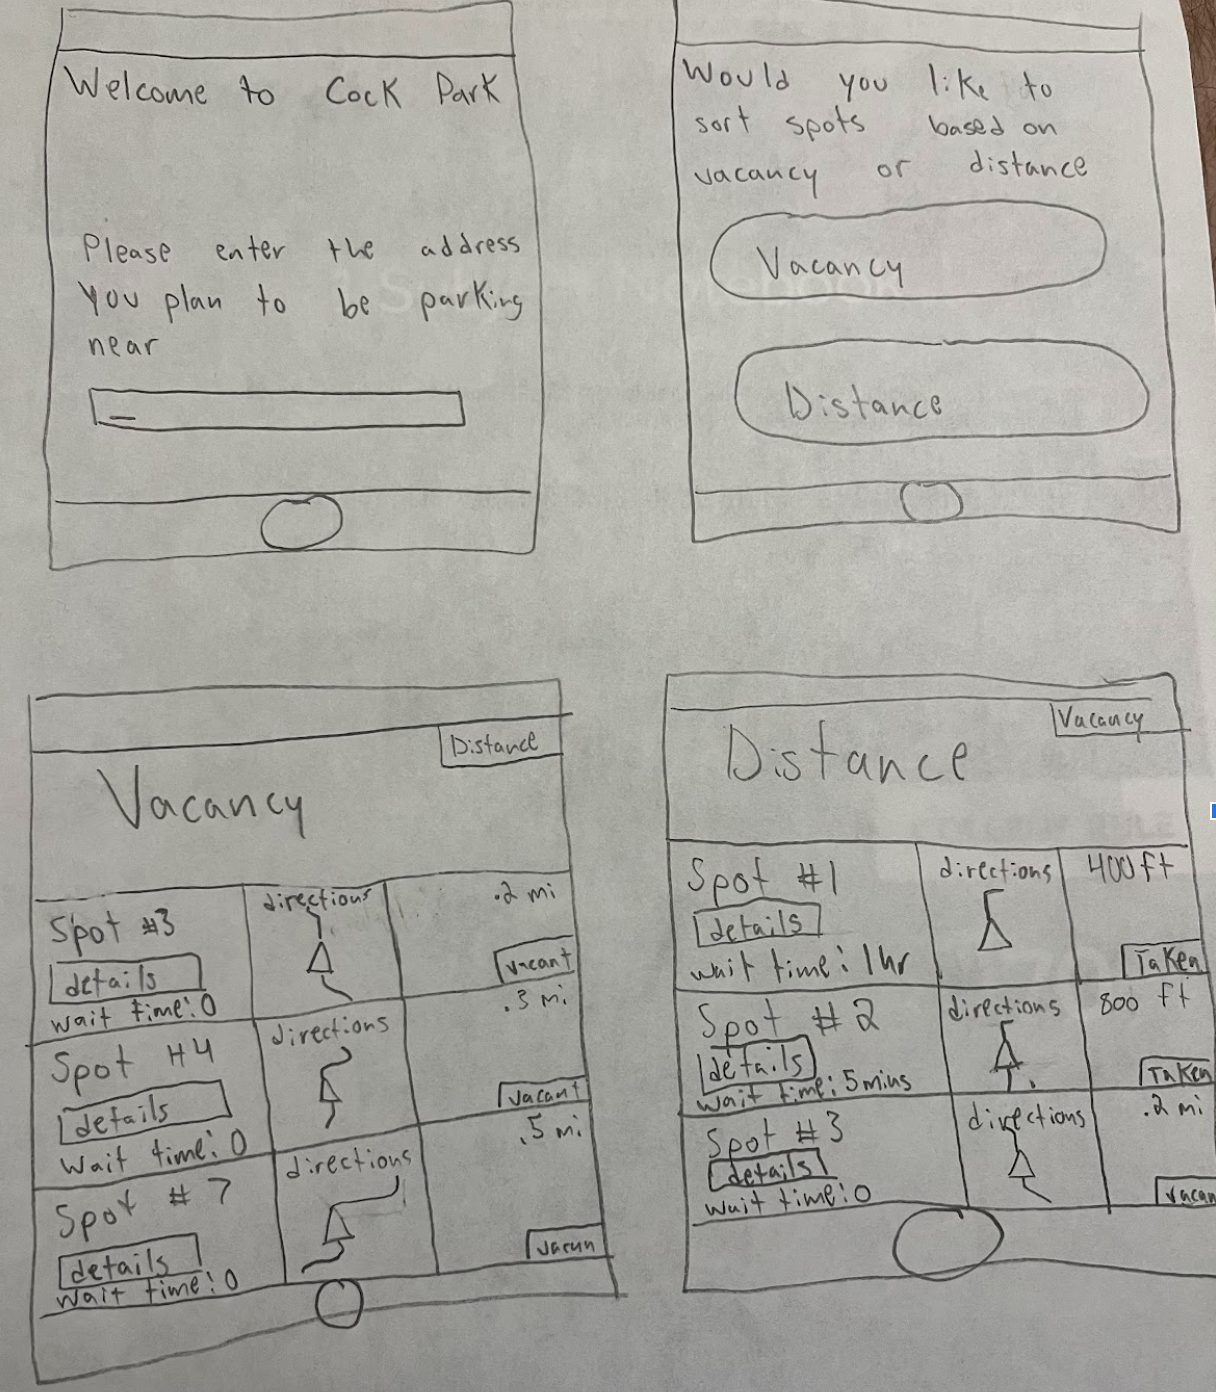 Welcome to Cock Park
Please enter the address
you plan to be parking
near
Would you like to
sort spots based on
vacancy or distance
Vacancy
Distance
Distance
Vacancy
Spot #3
details
wait time: 0
directions
.2 mi
vacant
Spot #4
details
Wait time: 0
directions
.3 mi
vacant
Spot #7
details
wait time: 0
directions
.5 mi
vacun
Vacancy
Distance
Spot #1
details
wait time: 1hr
directions
400 ft
Taken
Spot #2
details
wait time: 5 mins
directions
800 ft
Taken
Spot #3
details
wait time: 0
directions
.2 mi
vacan